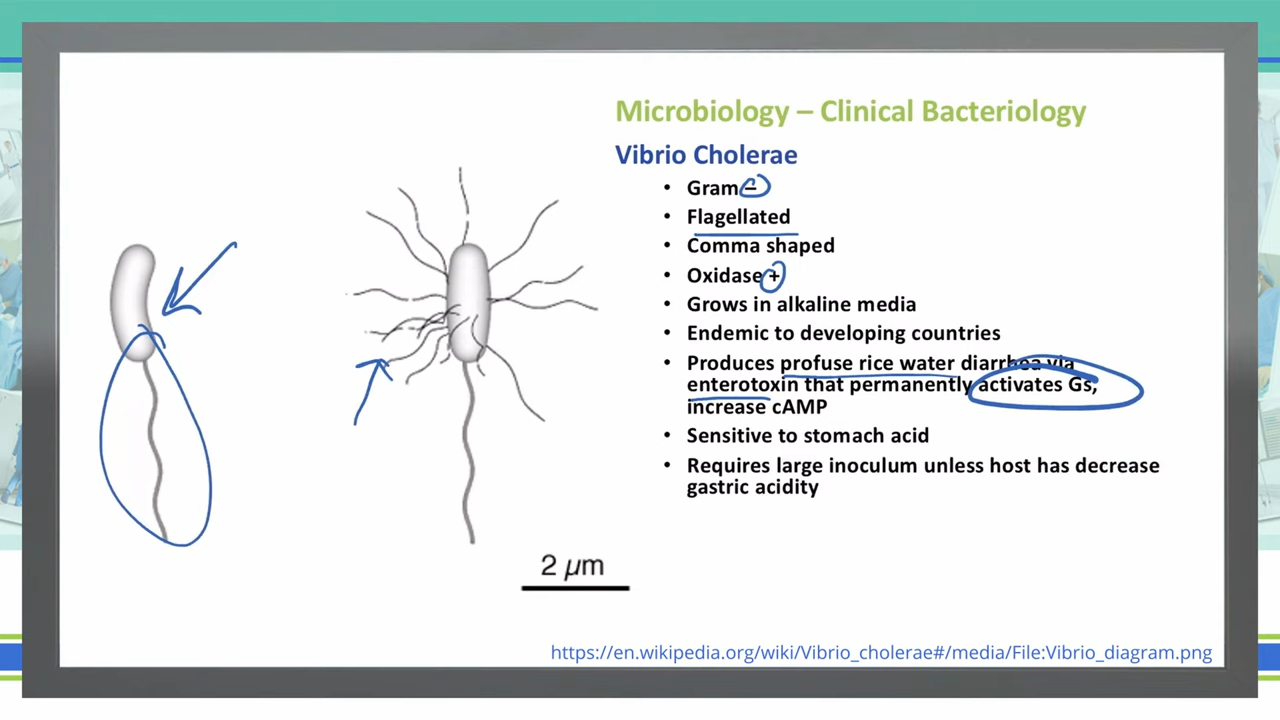 Microbiology – Clinical Bacteriology
Vibrio Cholerae
• Gram –
• Flagellated
• Comma shaped
• Oxidase +
• Grows in alkaline media
• Endemic to developing countries
• Produces profuse rice water diarrhea via
enterotoxin that permanently activates Gs,
increase cAMP
• Sensitive to stomach acid
• Requires large inoculum unless host has decrease
gastric acidity
2 µm
https://en.wikipedia.org/wiki/Vibrio_cholerae#/media/File:Vibrio_diagram.png